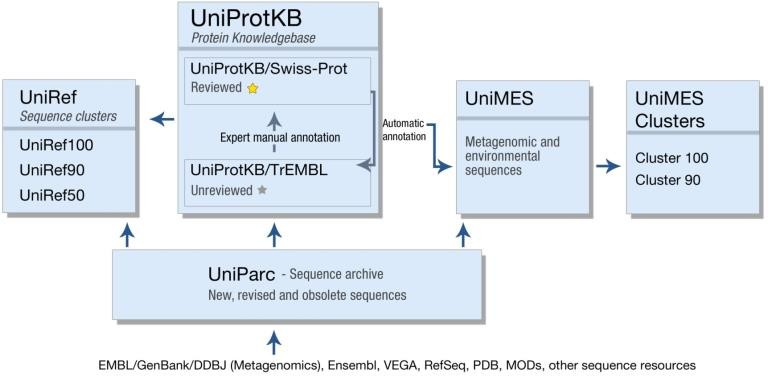 UniProtKB
Protein Knowledgebase
UniProtKB/Swiss-Prot
Reviewed
Expert manual annotation
UniProtKB/TrEMBL
Unreviewed
UniRef
Sequence clusters
UniRef100
UniRef90
UniRef50
Automatic
annotation
UniMES
Metagenomic and
environmental
sequences
UniMES
Clusters
Cluster 100
Cluster 90
UniParc - Sequence archive
New, revised and obsolete sequences
EMBL/GenBank/DDBJ (Metagenomics), Ensembl, VEGA, RefSeq, PDB, MODs, other sequence resources